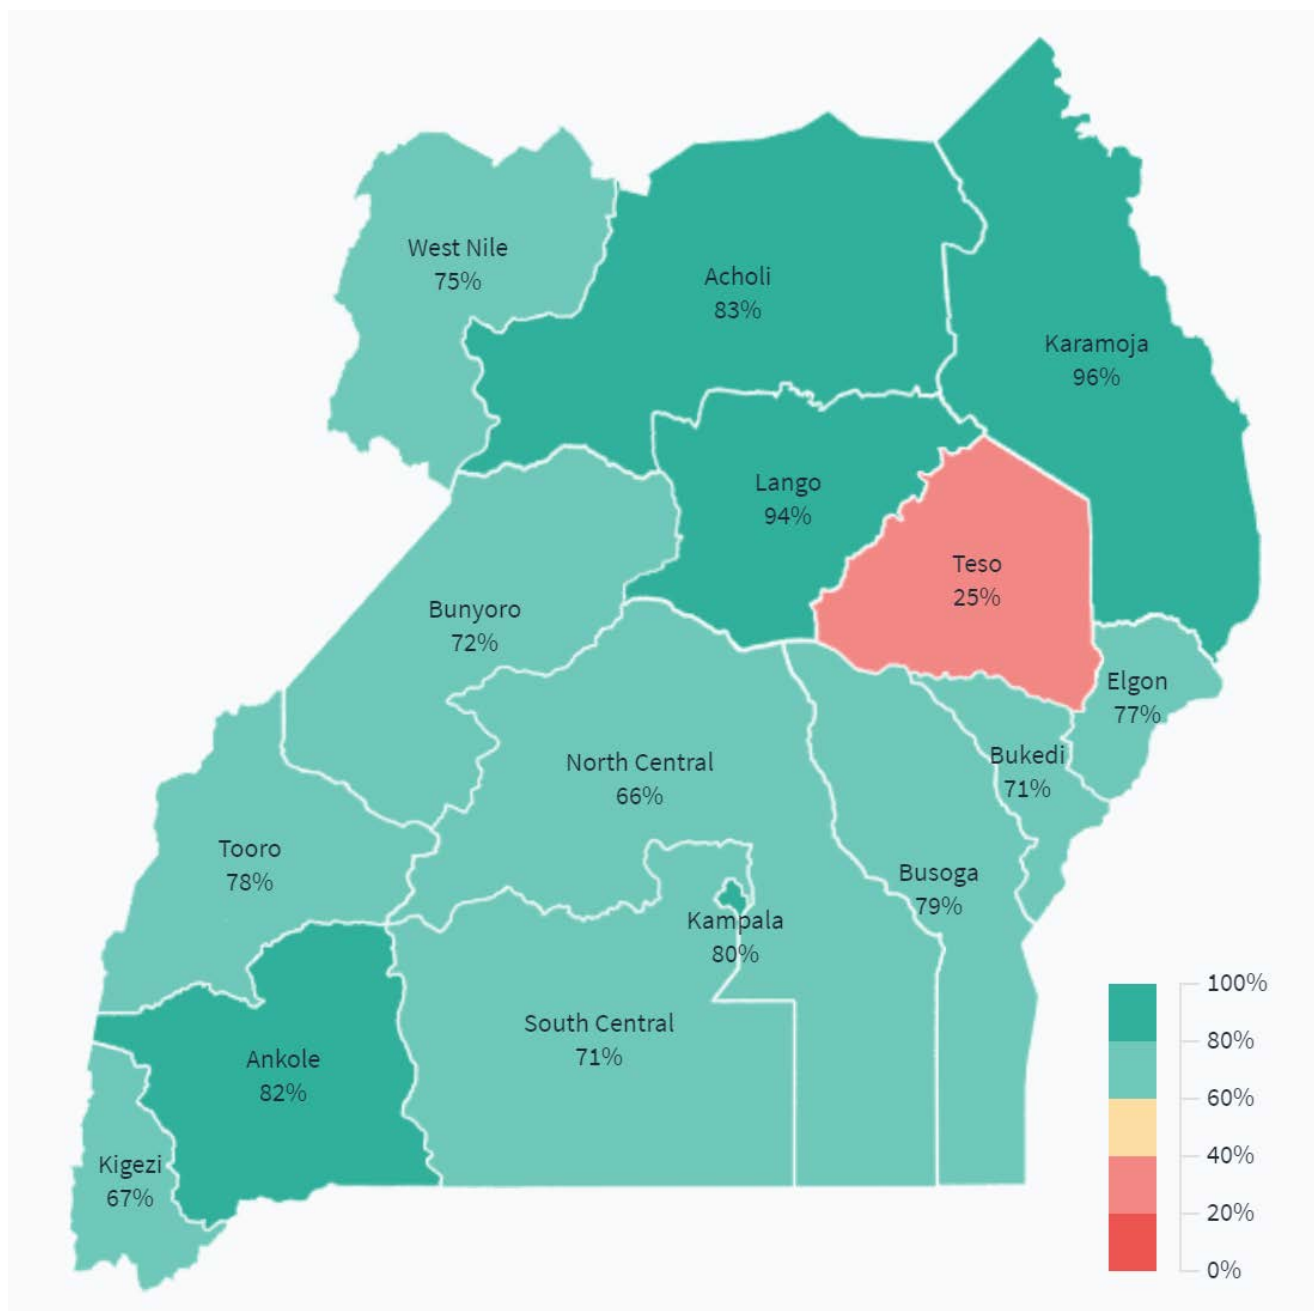 West Nile
75%
Acholi
83%
Karamoja
96%
Lango
94%
Teso
25%
Bunyoro
72%
Elgon
77%
North Central
66%
Bukedi
71%
Tooro
78%
Busoga
79%
Kampala
80%
South Central
71%
Ankole
82%
Kigezi
67%
100%
80%
60%
40%
20%
0%